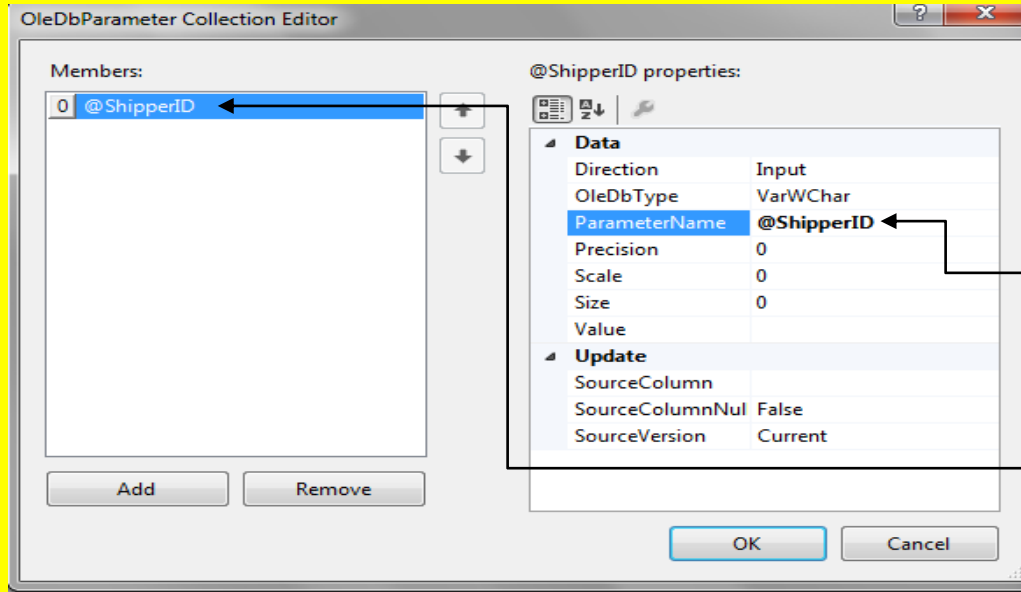 OleDbParameter Collection Editor
?
Members:
0 @ShipperID
Add
Remove
@ShipperID properties:
A
Z
Data
Direction Input
OleDbType VarWChar
ParameterName @ShipperID
Precision 0
Scale 0
Size 0
Value
Update
SourceColumn
SourceColumnNul False
SourceVersion Current
OK
Cancel